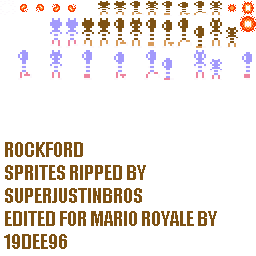 ROCKFORD
SPRITES RIPPED BY
SUPERJUSTINBROS
EDITED FOR MARIO ROYALE BY
19DEE96